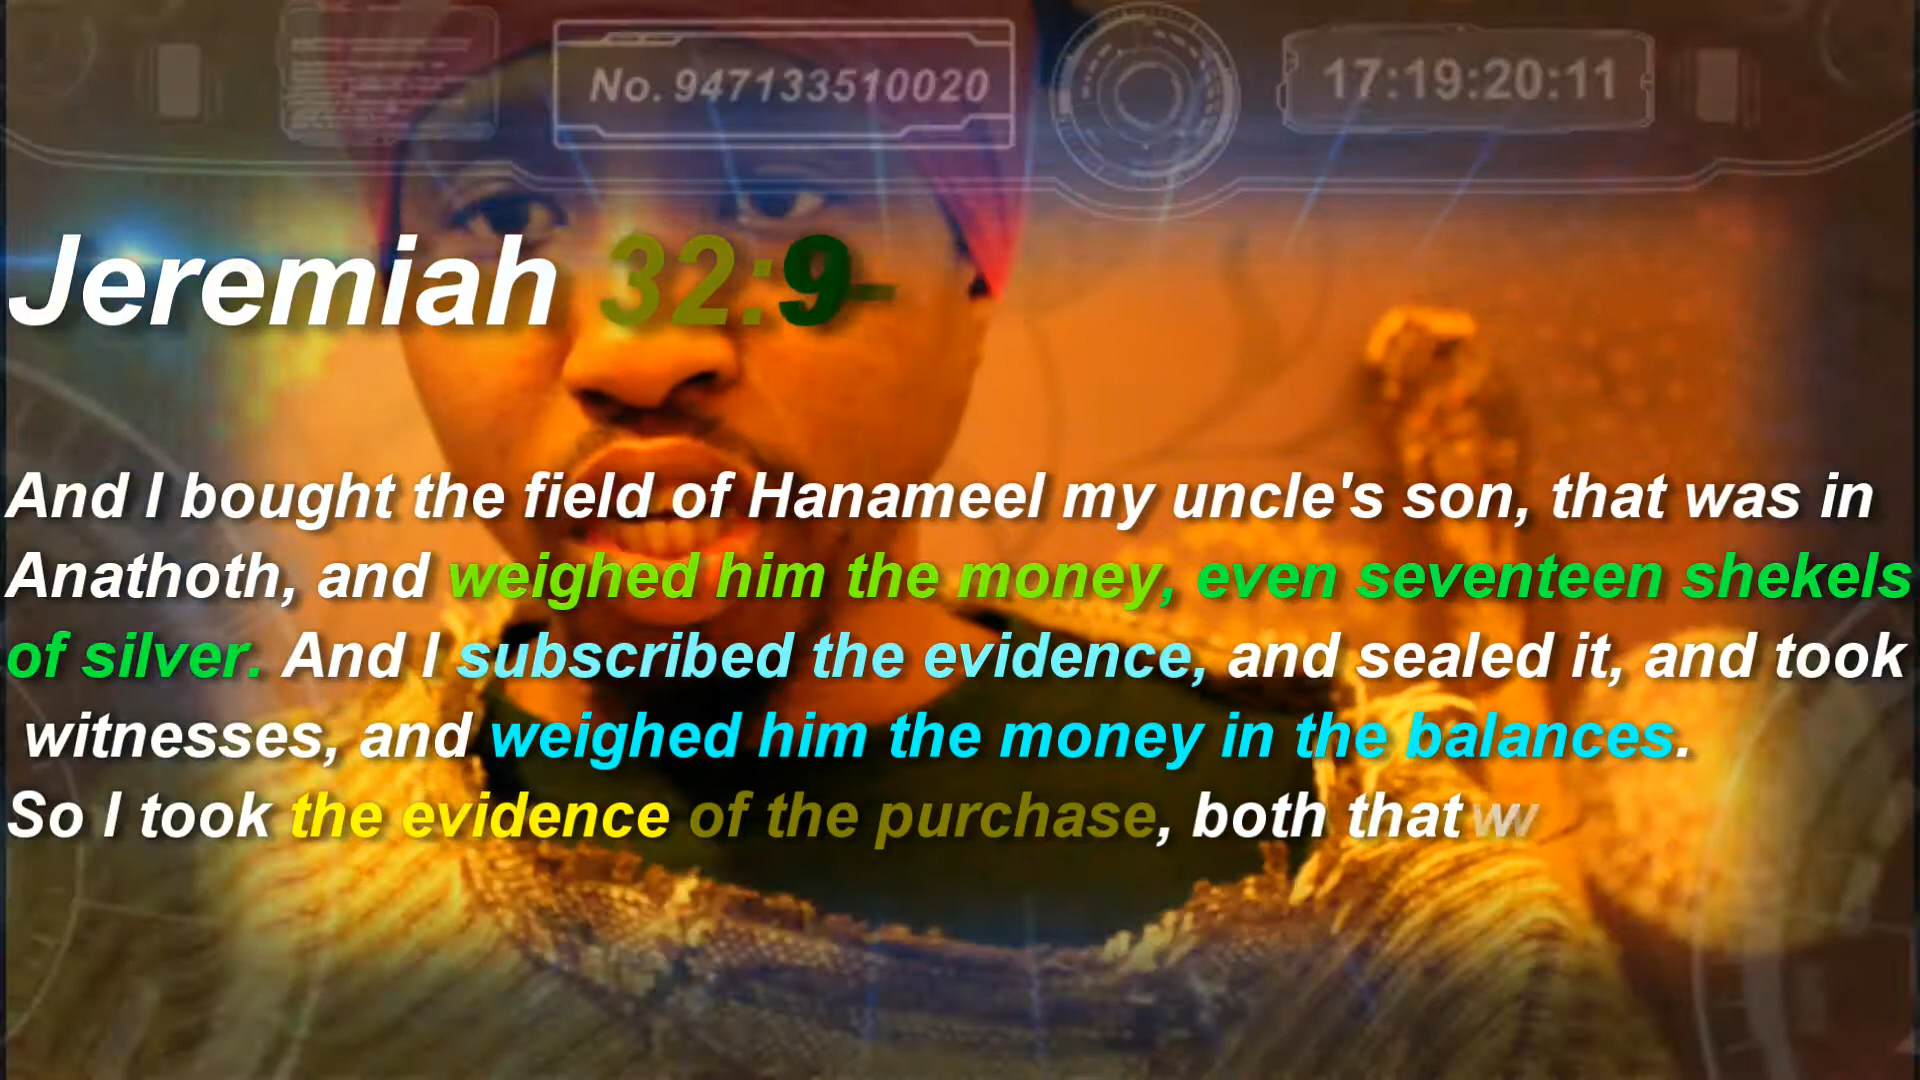 No. 947133510020
17:19:20:11
Jeremiah 32:9-
And I bought the field of Hanameel my uncle's son, that was in
Anathoth, and weighed him the money, even seventeen shekels
of silver. And I subscribed the evidence, and sealed it, and took
witnesses, and weighed him the money in the balances.
So I took the evidence of the purchase, both that w